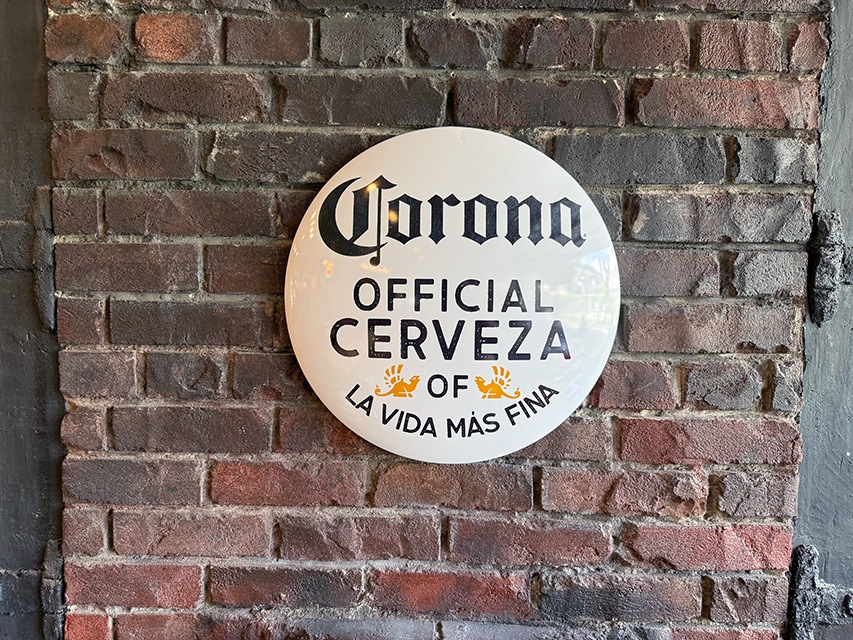 Corona
OFFICIAL
CERVEZA
OF
LA VIDA MÁS FINA